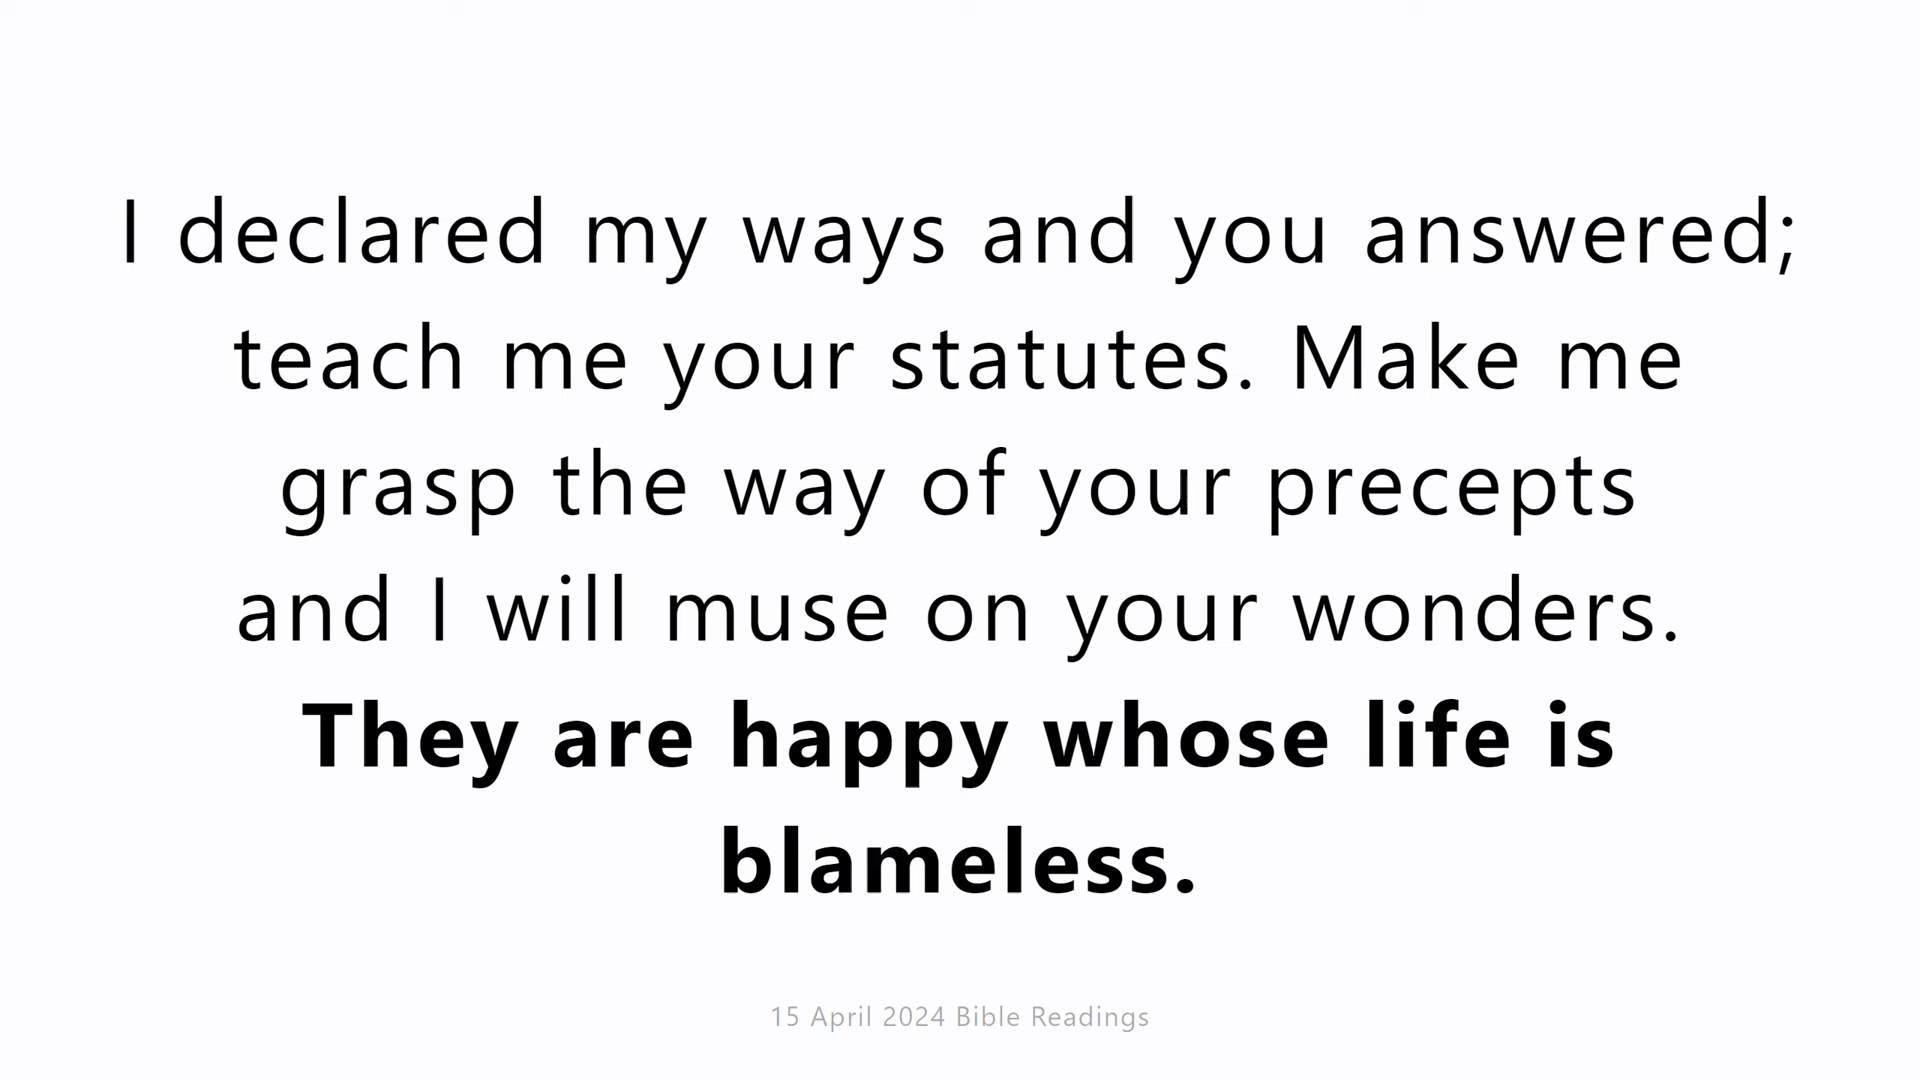 I declared my ways and you answered;
teach me your statutes. Make me
grasp the way of your precepts
and I will muse on your wonders.
They are happy whose life is
blameless.
15 April 2024 Bible Readings